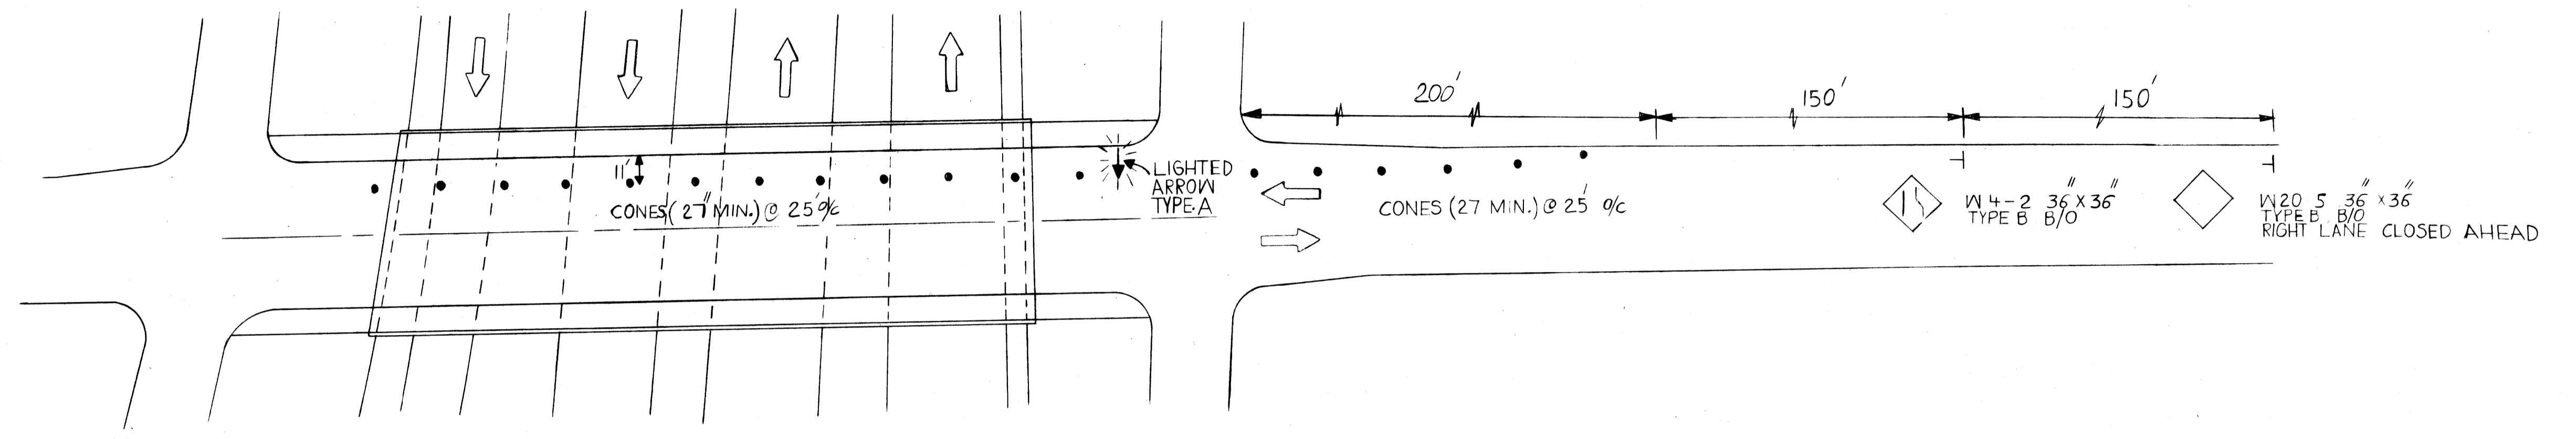 200'
150'
150'
11'
LIGHTED
ARROW
TYPE A
CONES (27" MIN.) @ 25' O/C
CONES (27 MIN.) @ 25' O/C
W 4-2 36" X 36"
TYPE B B/O
W20 5 36" X 36"
TYPE B B/O
RIGHT LANE CLOSED AHEAD